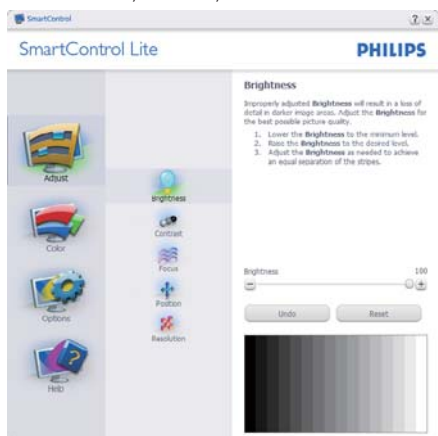 SmartControl
? x
SmartControl Lite
PHILIPS
Adjust
Color
Options
Help
Brightness
Contrast
Focus
Position
Resolution
Brightness
Improperly adjusted Brightness will result in a loss of
detail in darker image areas. Adjust the Brightness for
the best possible picture quality.
1. Lower the Brightness to the minimum level.
2. Raise the Brightness to the desired level.
3. Adjust the Brightness as needed to achieve
an equal separation of the stripes.
Brightness 100
Undo Reset